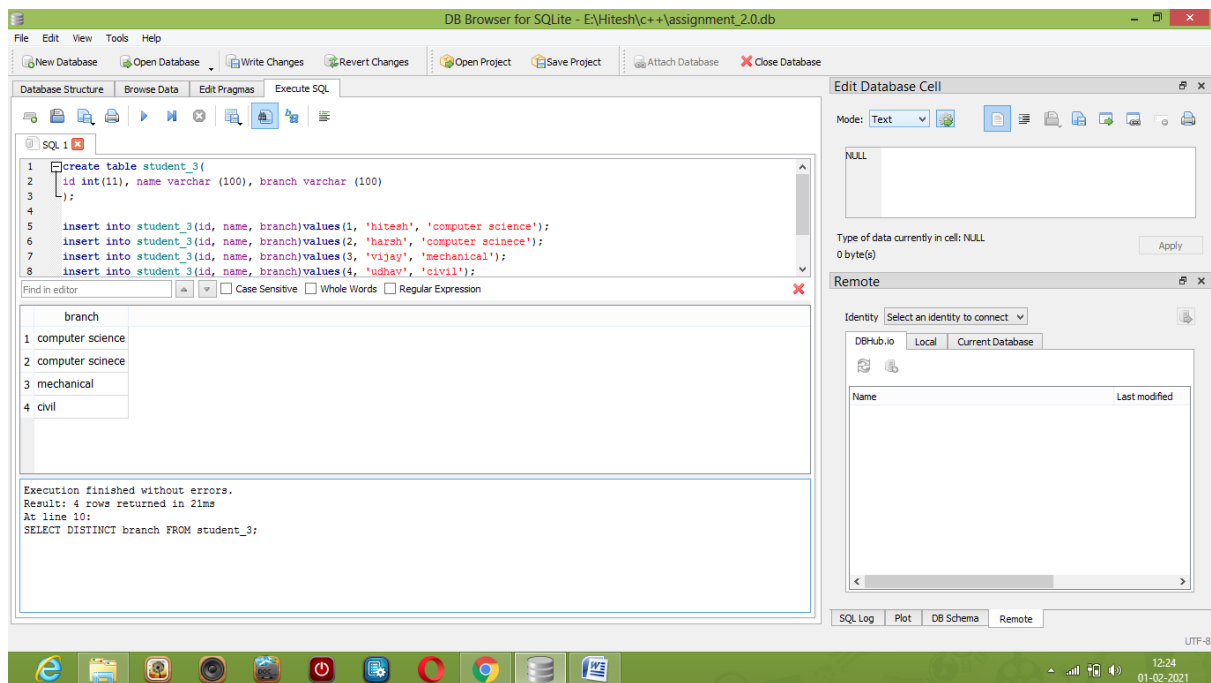 DB Browser for SQLite - E:\Hitesh\c++\assignment_2.0.db
File Edit View Tools Help
New Database Open Database Write Changes Revert Changes Open Project Save Project Attach Database Close Database
Database Structure Browse Data Edit Pragmas Execute SQL
SQL 1
1 create table student_3(
2 id int(11), name varchar (100), branch varchar (100)
3 );
4
5 insert into student_3(id, name, branch)values(1, 'hitesh', 'computer science');
6 insert into student_3(id, name, branch)values(2, 'harsh', 'computer scinece');
7 insert into student_3(id, name, branch)values(3, 'vijay', 'mechanical');
8 insert into student_3(id, name, branch)values(4, 'udhav', 'civil');
Find in editor Case Sensitive Whole Words Regular Expression
branch
1 computer science
2 computer scinece
3 mechanical
4 civil
Execution finished without errors.
Result: 4 rows returned in 21ms
At line 10:
SELECT DISTINCT branch FROM student_3;
Edit Database Cell
Mode: Text
NULL
Type of data currently in cell: NULL
0 byte(s)
Apply
Remote
Identity Select an identity to connect
DBHub.io Local Current Database
Name Last modified
SQL Log Plot DB Schema Remote
UTF-8
12:24
01-02-2021